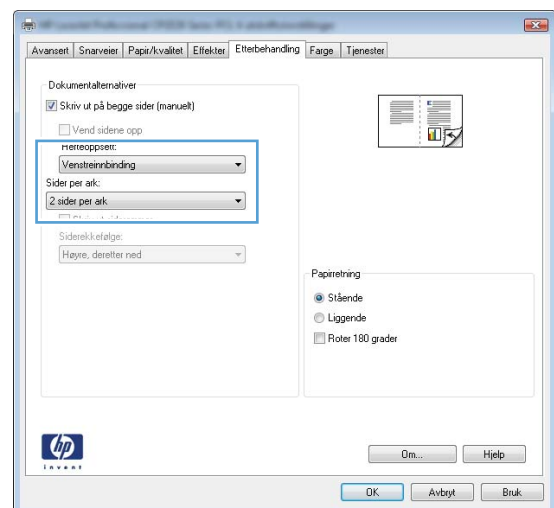 Avansert Snarveier Papir/kvalitet Effekter Etterbehandling Farge Tjenester
Dokumentalternativer
Skriv ut på begge sider (manuelt)
Vend sidene opp
Hefteoppsett:
Venstreinnbinding
Sider per ark:
2 sider per ark
Siderekkefølge:
Høyre, deretter ned
Papirretning
Stående
Liggende
Roter 180 grader
hp
invent
Om... Hjelp
OK Avbryt Bruk